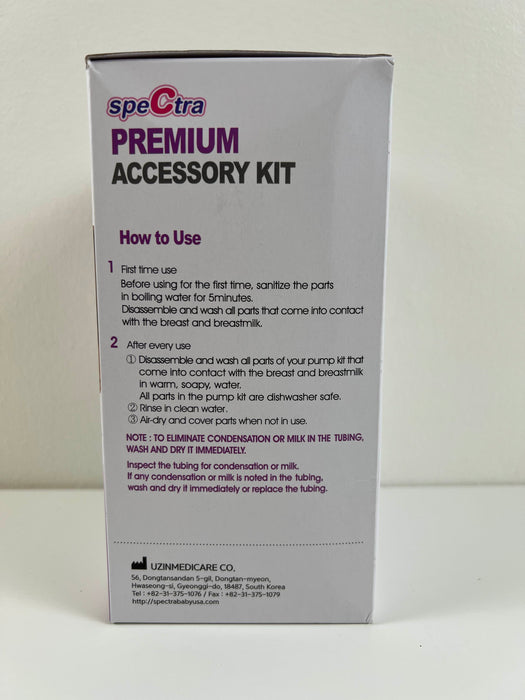 speCtra
PREMIUM
ACCESSORY KIT
How to Use
1 First time use
Before using for the first time, sanitize the parts
in boiling water for 5minutes.
Disassemble and wash all parts that come into contact
with the breast and breastmilk.
2 After every use
① Disassemble and wash all parts of your pump kit that
come into contact with the breast and breastmilk
in warm, soapy, water.
All parts in the pump kit are dishwasher safe.
② Rinse in clean water.
③ Air-dry and cover parts when not in use.
NOTE : TO ELIMINATE CONDENSATION OR MILK IN THE TUBING,
WASH AND DRY IT IMMEDIATELY.
Inspect the tubing for condensation or milk.
If any condensation or milk is noted in the tubing,
wash and dry it immediately or replace the tubing.
UZINMEDICARE CO.
56, Dongtansandan 5-gil, Dongtan-myeon,
Hwaseong-si, Gyeonggi-do, 18487, South Korea
Tel : +82-31-375-1076 / Fax : +82-31-375-1079
http://spectrababyusa.com